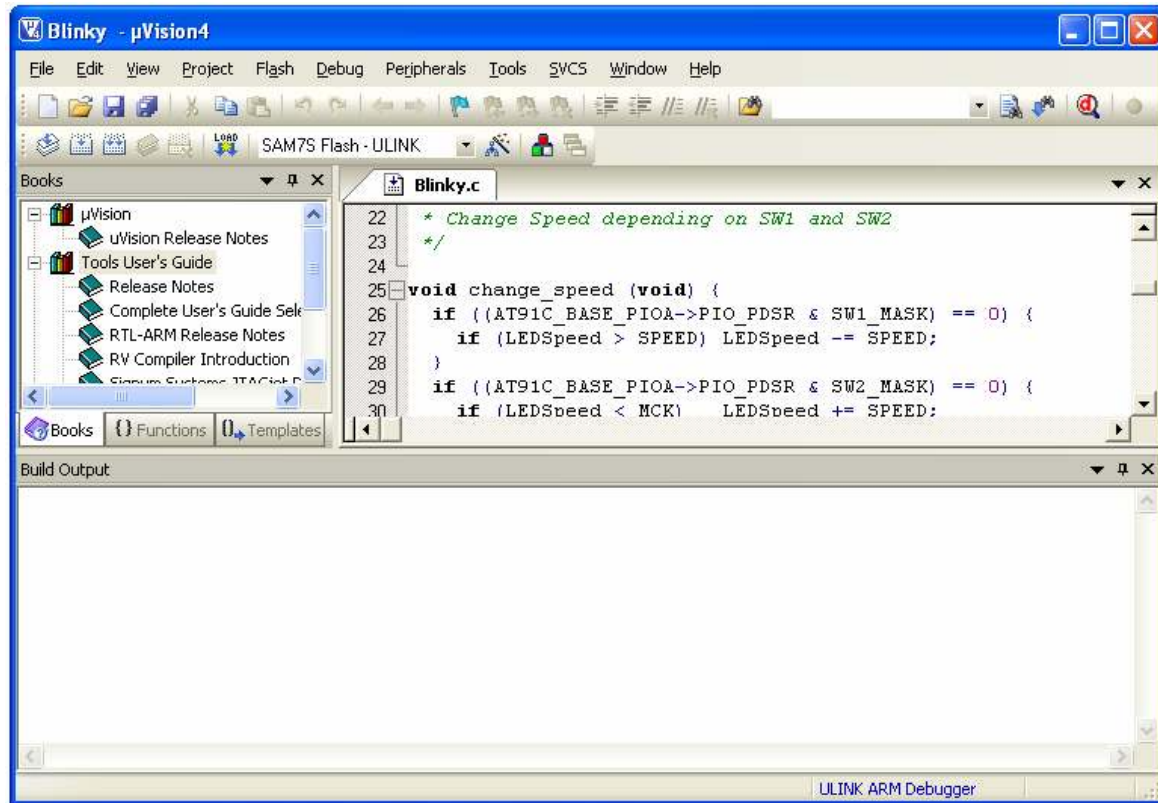 Blinky - µVision4
File Edit View Project Flash Debug Peripherals Tools SVCS Window Help
LOAD SAM7S Flash - ULINK
Books
µVision
uVision Release Notes
Tools User's Guide
Release Notes
Complete User's Guide Sele
RTL-ARM Release Notes
RV Compiler Introduction
Signum Systems JTAGjet D
Books {} Functions Templates
Blinky.c
22 * Change Speed depending on SW1 and SW2
23 */
24
25 void change_speed (void) {
26 if ((AT91C_BASE_PIOA->PIO_PDSR & SW1_MASK) == 0) {
27 if (LEDSpeed > SPEED) LEDSpeed -= SPEED;
28 }
29 if ((AT91C_BASE_PIOA->PIO_PDSR & SW2_MASK) == 0) {
30 if (LEDSpeed < MCK) LEDSpeed += SPEED;
Build Output
ULINK ARM Debugger